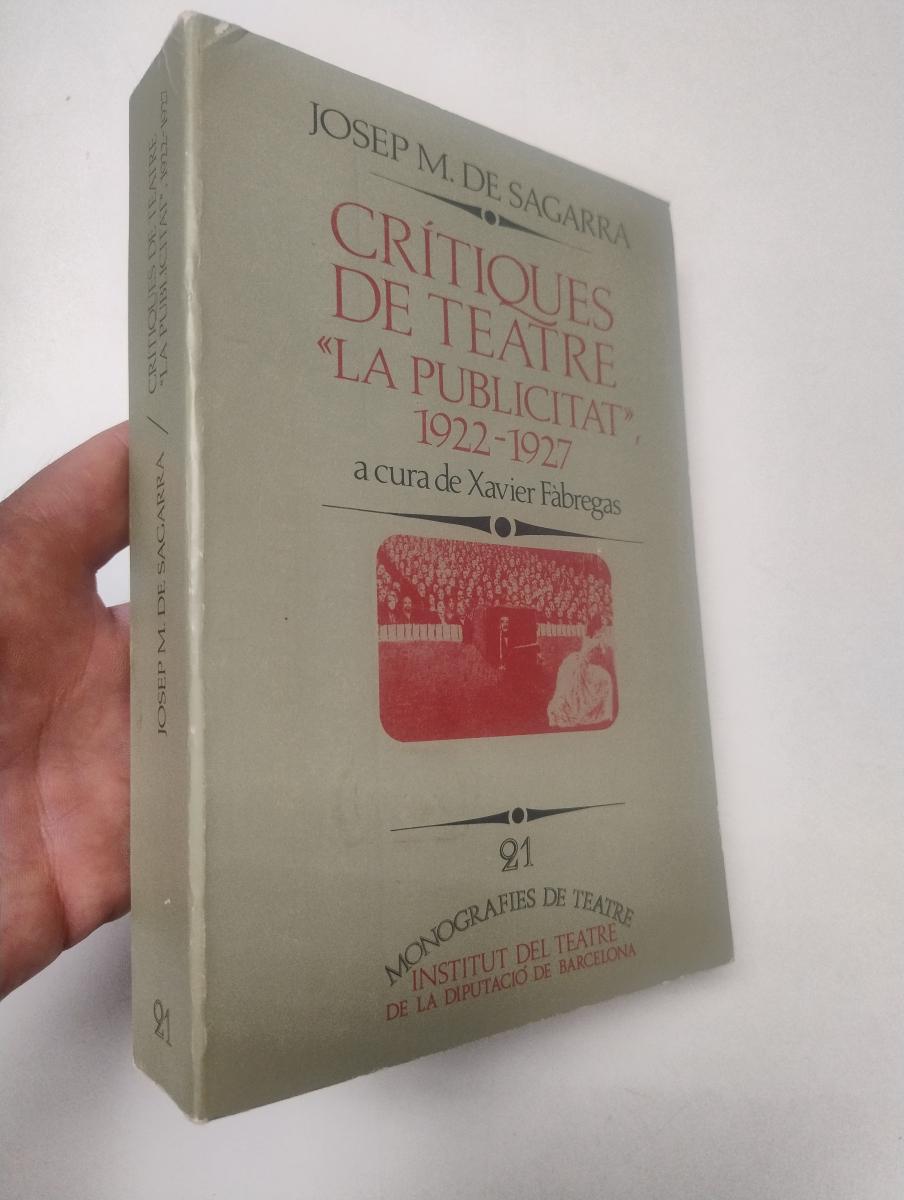 JOSEP M. DE SAGARRA
CRÍTIQUES
DE TEATRE
«LA PUBLICITAT»,
1922-1927
a cura de Xavier Fàbregas
21
MONOGRAFIES DE TEATRE
INSTITUT DEL TEATRE
DE LA DIPUTACIÓ DE BARCELONA
JOSEP M. DE SAGARRA / CRÍTIQUES DE TEATRE
"LA PUBLICITAT", 1922-1927
21